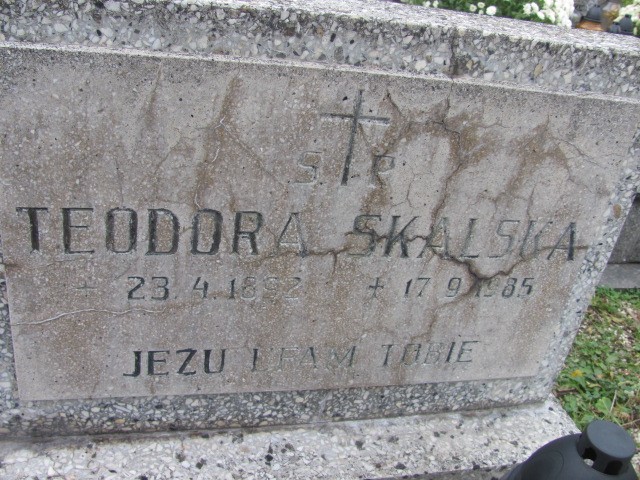 S. P.
TEODORA SKALSKA
23.4.1892 + 17.9.1985
JEZU UFAM TOBIE